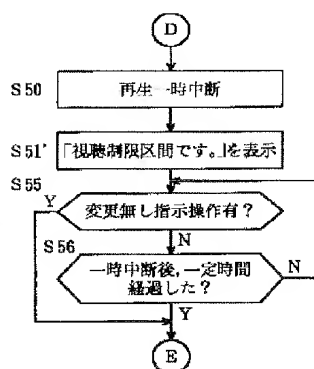 D
S50
再生一時中断
S51'
「視聴制限区間です。」を表示
S55
Y
変更無し指示操作有?
N
S56
一時中断後,一定時間
経過した?
N
Y
E